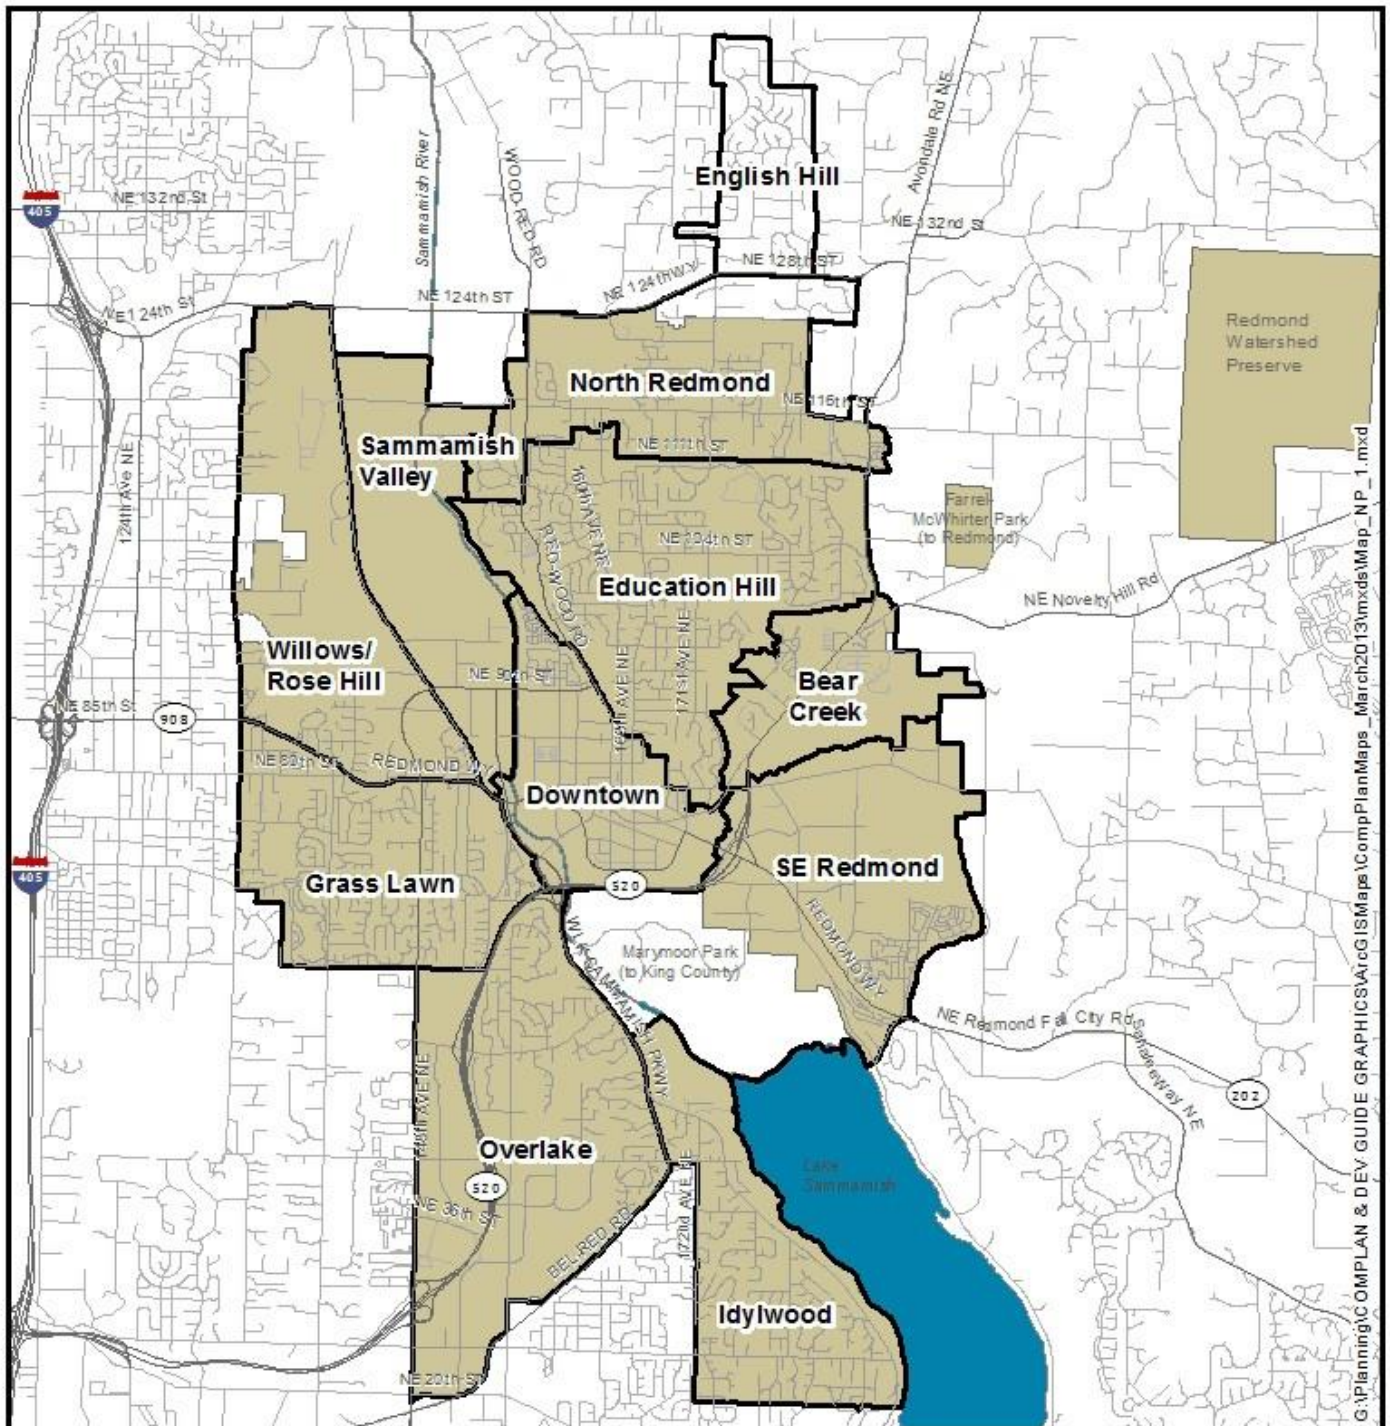 Sammamish River
WOOD-RED RD
Avondale Rd NE
English Hill
NE 132nd St
405
NE 132nd St
NE 128th ST
NE 124th WY
NE 124th ST
NE 124th St
Redmond
Watershed
Preserve
North Redmond
NE 116th ST
Sammamish
Valley
NE 111th ST
124th Ave NE
160th AVE NE
RED-WOOD RD
NE 104th ST
Farrel-
McWhirter Park
(to Redmond)
Education Hill
NE Novelty Hill Rd
171st AVE NE
Willows/
Rose Hill
NE 90th ST
Bear
Creek
NE 85th St
908
NE 80th St
REDMOND WY
Downtown
SE Redmond
405
Grass Lawn
520
REDMOND WY
W LK SAMMAMISH PKWY
Marymoor Park
(to King County)
NE Redmond Fall City Rd
202
148th AVE NE
Overlake
Lake
Sammamish
520
172nd AVE NE
NE 36th ST
BEL-RED RD
Idylwood
NE 20th ST
G:\Planning\COMPLAN & DEV GUIDE GRAPHICS\ArcGISMaps\CompPlanMaps_March2013\mxds\Map_NP_1.mxd